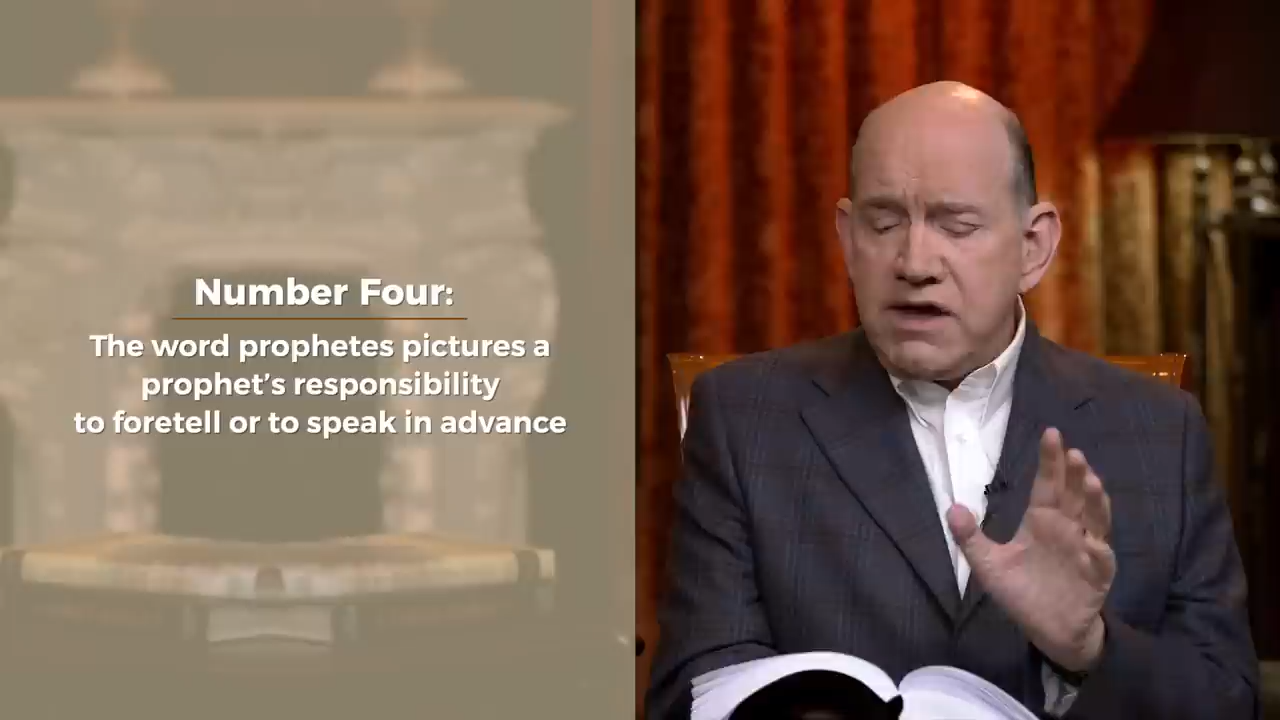 Number Four:
The word prophetes pictures a
prophet's responsibility
to foretell or to speak in advance